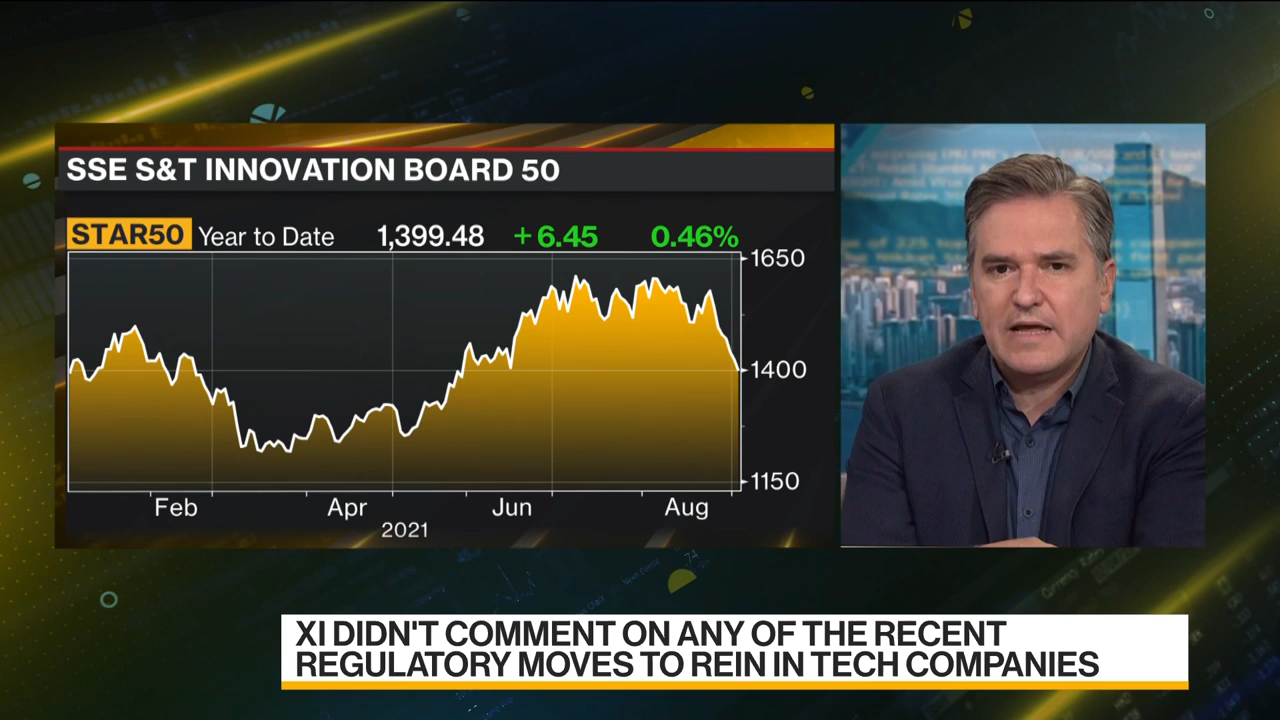 SSE S&T INNOVATION BOARD 50
STAR50 Year to Date 1,399.48 +6.45 0.46%
1650
1400
1150
Feb Apr Jun Aug
2021
XI DIDN'T COMMENT ON ANY OF THE RECENT
REGULATORY MOVES TO REIN IN TECH COMPANIES